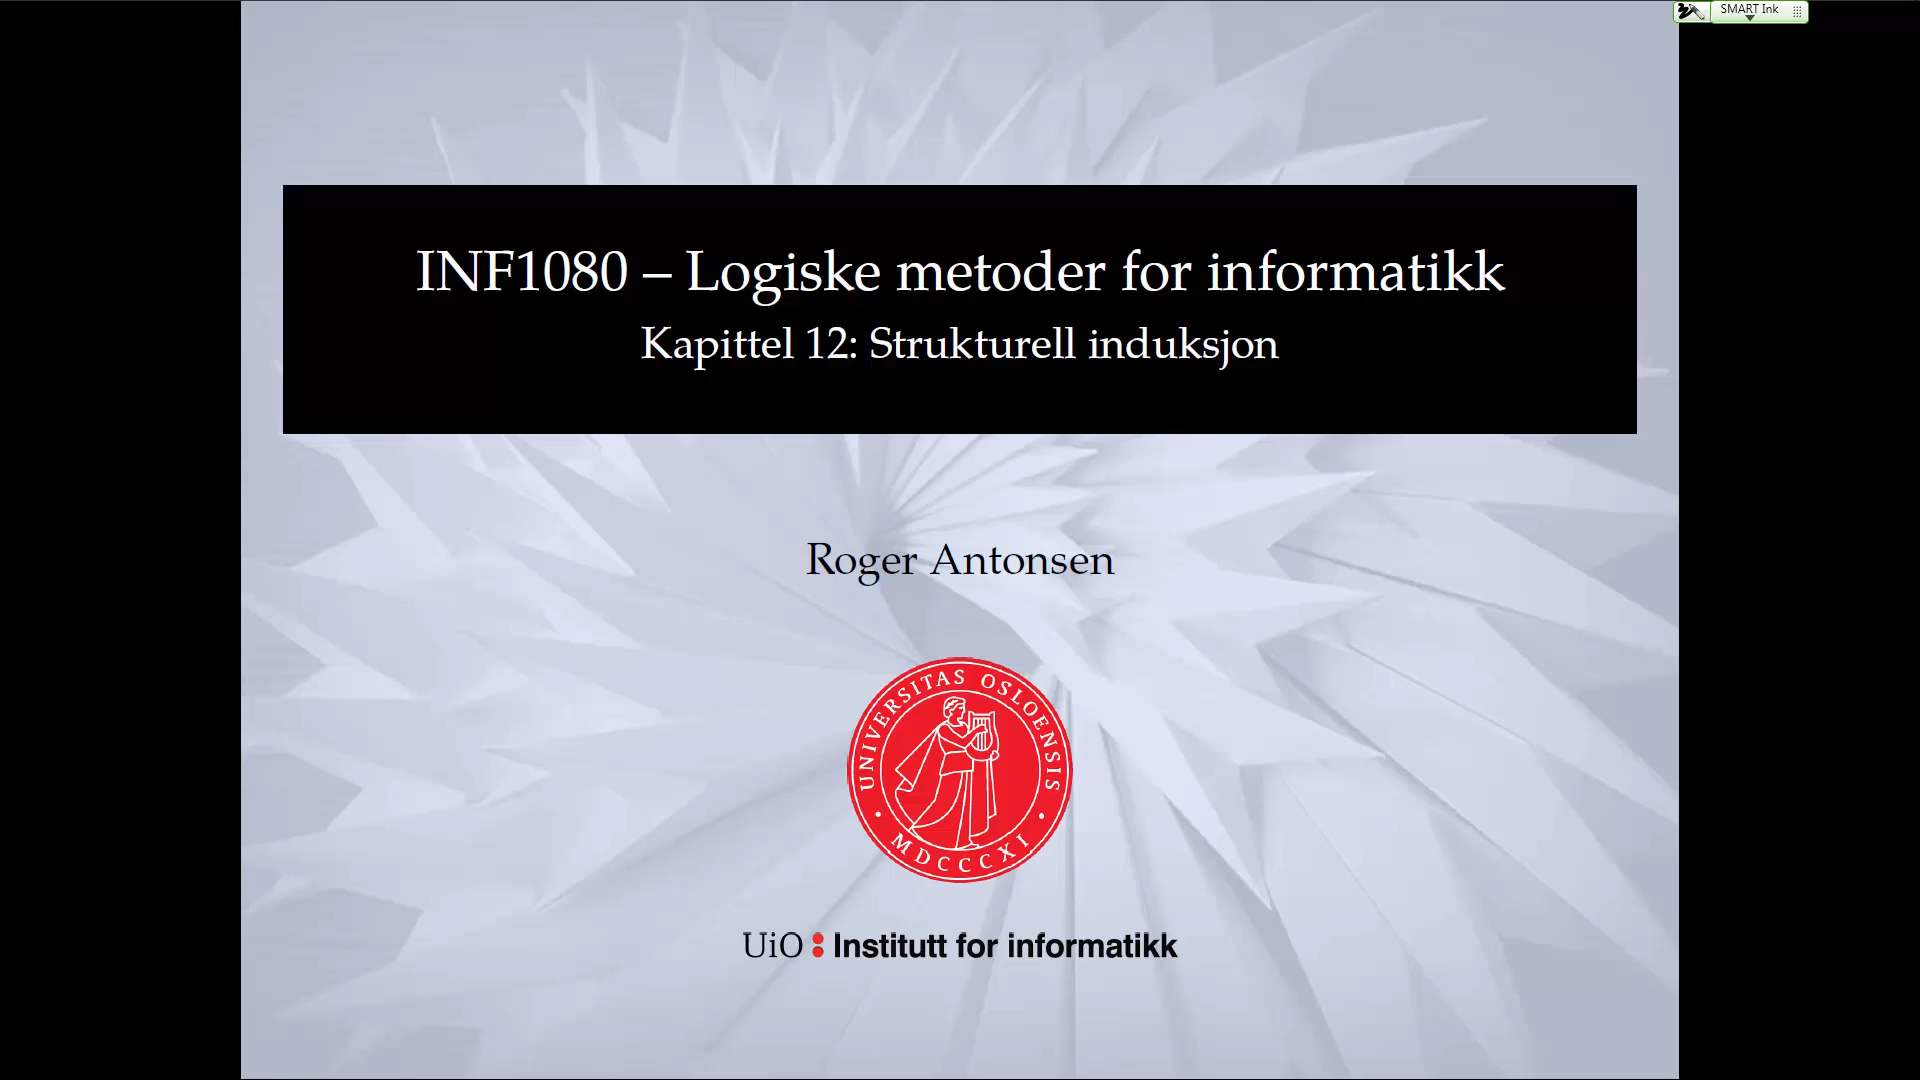 SMART Ink
INF1080 – Logiske metoder for informatikk
Kapittel 12: Strukturell induksjon
Roger Antonsen
UNIVERSITAS OSLOENSIS
MDCCCXI
UiO : Institutt for informatikk